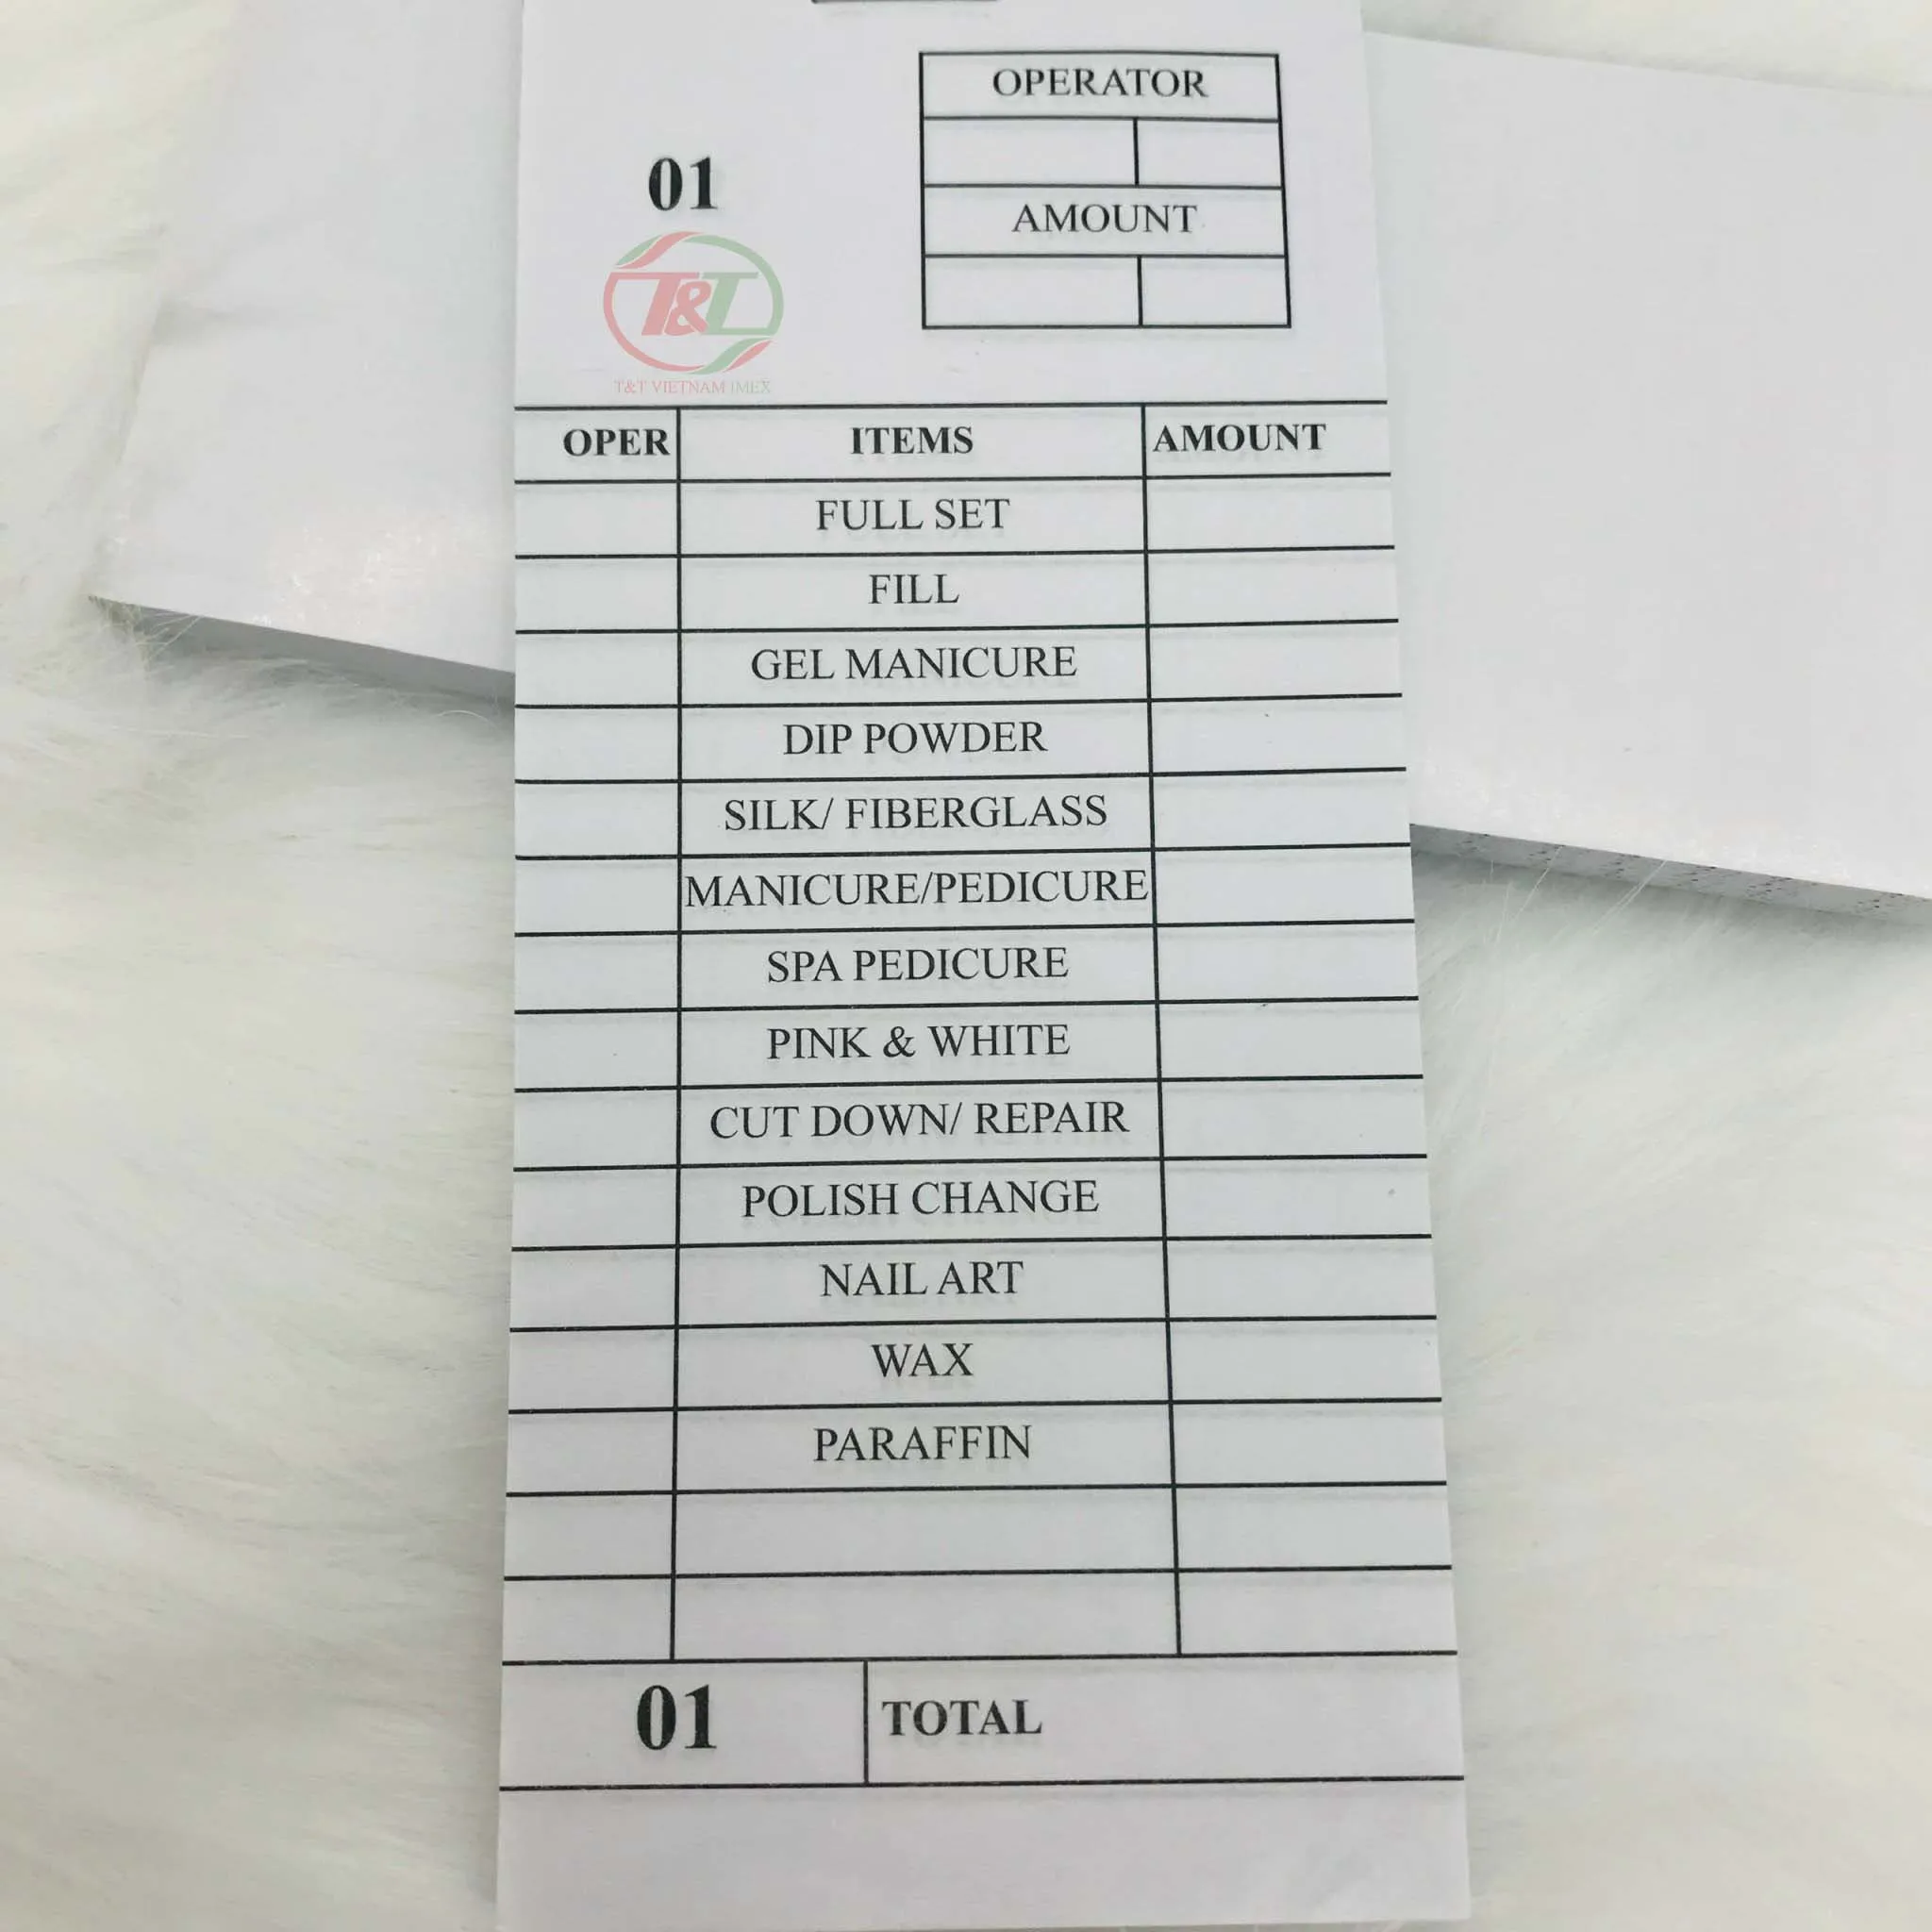 OPERATOR
01
AMOUNT
T&T
T&T VIETNAM IMEX
OPER ITEMS AMOUNT
FULL SET
FILL
GEL MANICURE
DIP POWDER
SILK/ FIBERGLASS
MANICURE/PEDICURE
SPA PEDICURE
PINK & WHITE
CUT DOWN/ REPAIR
POLISH CHANGE
NAIL ART
WAX
PARAFFIN
01 TOTAL